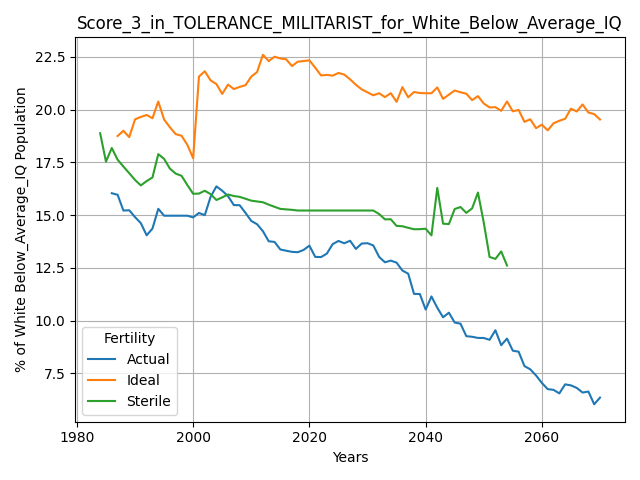 Score_3_in_TOLERANCE_MILITARIST_for_White_Below_Average_IQ
% of White Below_Average_IQ Population
22.5
20.0
17.5
15.0
12.5
10.0
7.5
Fertility
Actual
Ideal
Sterile
1980
2000
2020
2040
2060
Years